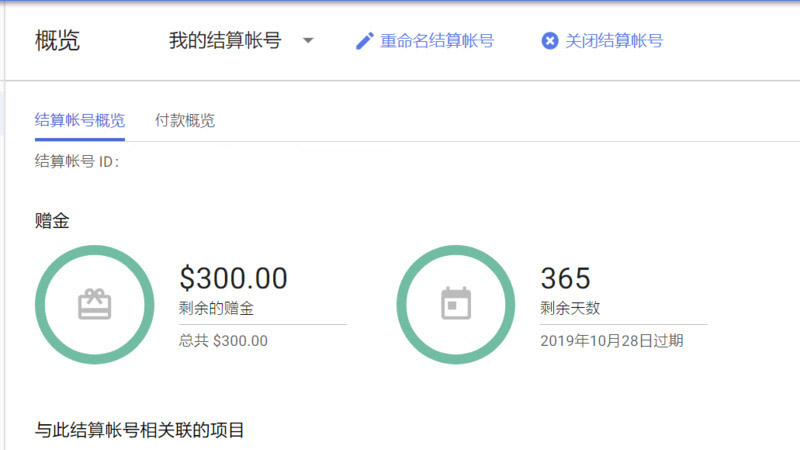 概览 我的结算帐号 重命名结算帐号 关闭结算帐号
结算帐号概览 付款概览
结算帐号 ID：
赠金
$300.00 365
剩余的赠金 剩余天数
总共 $300.00 2019年10月28日过期
与此结算帐号相关联的项目